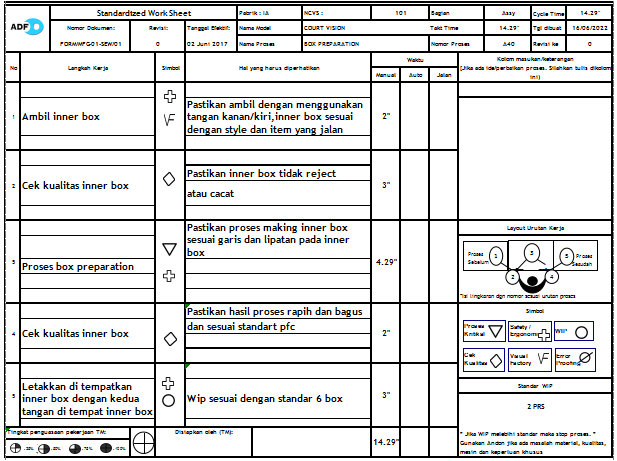 ADF
Standardized Work Sheet
Pabrik : IA
NCVS :
101
Bagian
Assy
Cycle Time
14.29"
Nomor Dokumen:
Revisi:
Tanggal Efektif:
Nama Model
COURT VISION
Takt Time
14.29"
Tgl dibuat
16/06/2022
FORMMFG01-SEW/01
0
02 Juni 2017
Nama Proses
BOX PREPARATION
Nomor Proses
A40
Revisi ke
0
No
Langkah Kerja
Simbol
Hal yang harus diperhatikan
Waktu
Manual
Auto
Jalan
Kolom masukan/keterangan
(Jika ada ide/perbaikan proses. Silahkan tulis dikolom
ini)
1
Ambil inner box
VF
Pastikan ambil dengan menggunakan
tangan kanan/kiri,inner box sesuai
dengan style dan item yang jalan
2"
2
Cek kualitas inner box
Pastikan inner box tidak reject
atau cacat
3"
3
Proses box preparation
Pastikan proses making inner box
sesuai garis dan lipatan pada inner
box
4.29"
4
Cek kualitas inner box
Pastikan hasil proses rapih dan bagus
dan sesuai standart pfc
2"
5
Letakkan di tempatkan
inner box dengan kedua
tangan di tempat inner box
Wip sesuai dengan standar 6 box
3"
Layout Urutan Kerja
Proses
Sebelum
1
3
5
Proses
Sesudah
2
4
*Isi lingkaran dgn nomor sesuai urutan proses
Simbol
Proses
Kritikal
Safety /
Ergonomi
WIP
Cek
Kualitas
Visual
Factory
VF
Error
Proofing
Standar WIP
2 PRS
Tingkat penguasaan pekerjaan TM:
: 25%
: 50%
: 75%
: 100%
Disiapkan oleh (TM):
14.29"
* Jika WIP melebihi standar maka stop proses. *
Gunakan Andon jika ada masalah material, kualitas,
mesin dan keperluan khusus